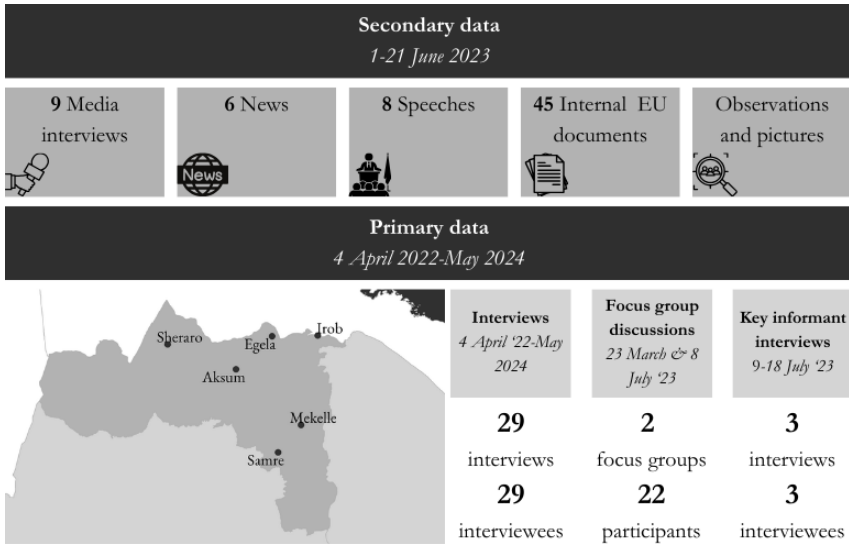 Secondary data
1-21 June 2023
9 Media
interviews
6 News
News
8 Speeches
45 Internal EU
documents
Observations
and pictures
Primary data
4 April 2022-May 2024
Sheraro
Egela
Irob
Aksum
Mekelle
Samre
Interviews
4 April ‘22-May
2024
29
interviews
29
interviewees
Focus group
discussions
23 March & 8
July ‘23
2
focus groups
22
participants
Key informant
interviews
9-18 July ‘23
3
interviews
3
interviewees